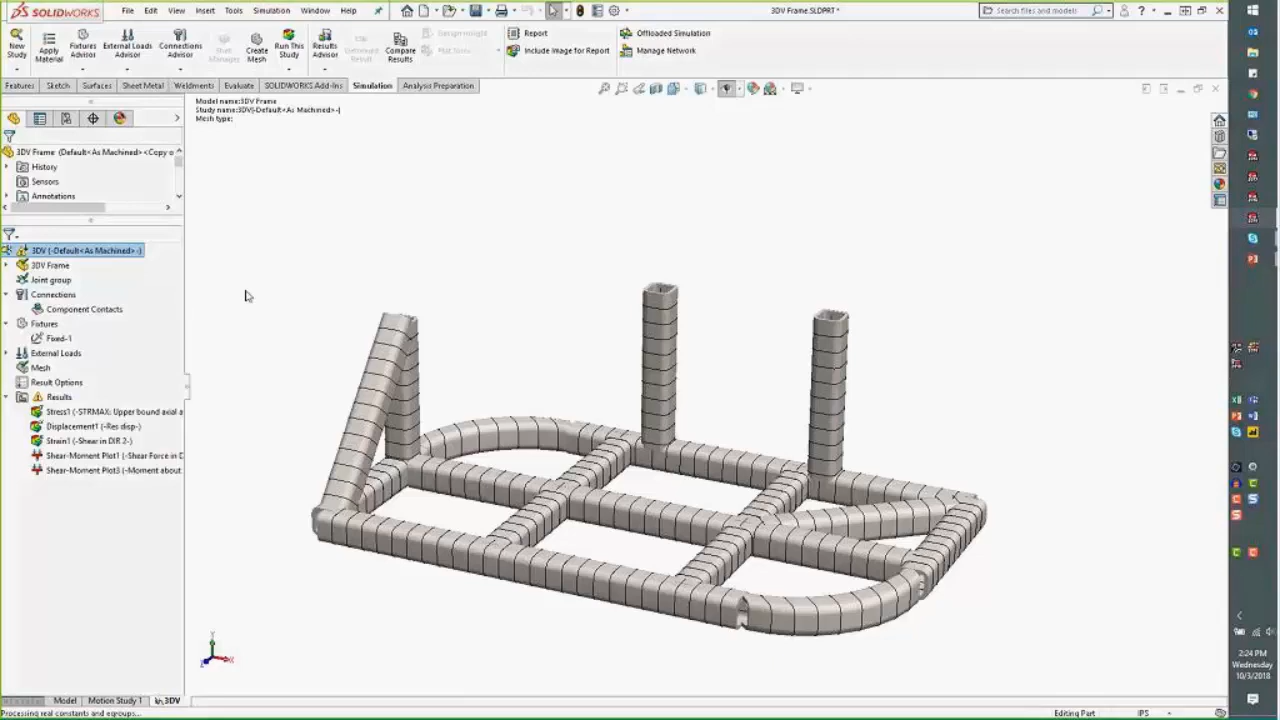 SOLIDWORKS
File
Edit
View
Insert
Tools
Simulation
Window
Help
3DV Frame.SLDPRT *
Search files and models
New Study
Apply Material
Fixtures Advisor
External Loads Advisor
Connections Advisor
Shell Manager
Create Mesh
Run This Study
Results Advisor
Deformed Result
Compare Results
Design Insight
Plot Tools
Report
Include Image for Report
Offloaded Simulation
Manage Network
Features
Sketch
Surfaces
Sheet Metal
Weldments
Evaluate
SOLIDWORKS Add-Ins
Simulation
Analysis Preparation
Model name:3DV Frame
Study name:3DV(-Default<As Machined>-)
Mesh type:
3DV Frame (Default<As Machined><Copy o
History
Sensors
Annotations
3DV (-Default<As Machined>-)
3DV Frame
Joint group
Connections
Component Contacts
Fixtures
Fixed-1
External Loads
Mesh
Result Options
Results
Stress1 (-STRMAX: Upper bound axial a
Displacement1 (-Res disp-)
Strain1 (-Shear in DIR 2-)
Shear-Moment Plot1 (-Shear Force in D
Shear-Moment Plot3 (-Moment about
Y
X
Z
Model
Motion Study 1
3DV
Processing real constants and egroups...
Editing Part
IPS
2:24 PM
Wednesday
10/3/2018